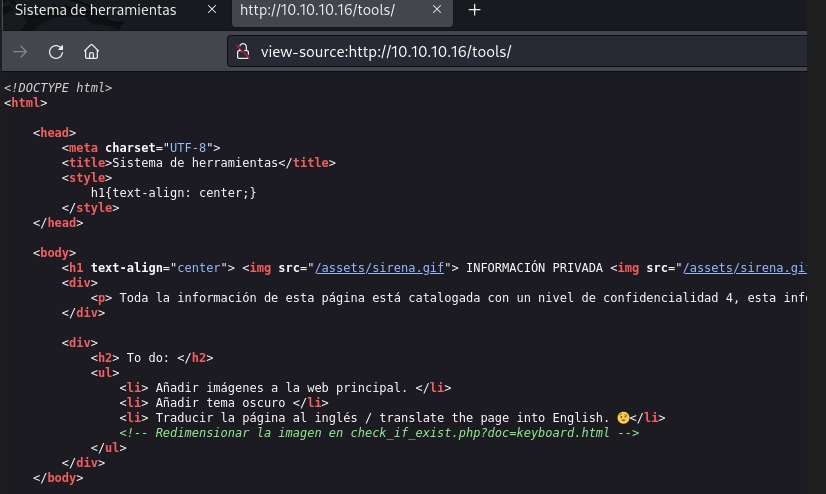 Sistema de herramientas × http://10.10.10.16/tools/ × +
view-source:http://10.10.10.16/tools/
<!DOCTYPE html>
<html>
<head>
<meta charset="UTF-8">
<title>Sistema de herramientas</title>
<style>
h1{text-align: center;}
</style>
</head>
<body>
<h1 text-align="center"> <img src="/assets/sirena.gif"> INFORMACIÓN PRIVADA <img src="/assets/sirena.gi
<div>
<p> Toda la información de esta página está catalogada con un nivel de confidencialidad 4, esta inf
</div>
<div>
<h2> To do: </h2>
<ul>
<li> Añadir imágenes a la web principal. </li>
<li> Añadir tema oscuro </li>
<li> Traducir la página al inglés / translate the page into English. 🤨</li>
<!-- Redimensionar la imagen en check_if_exist.php?doc=keyboard.html -->
</ul>
</div>
</body>